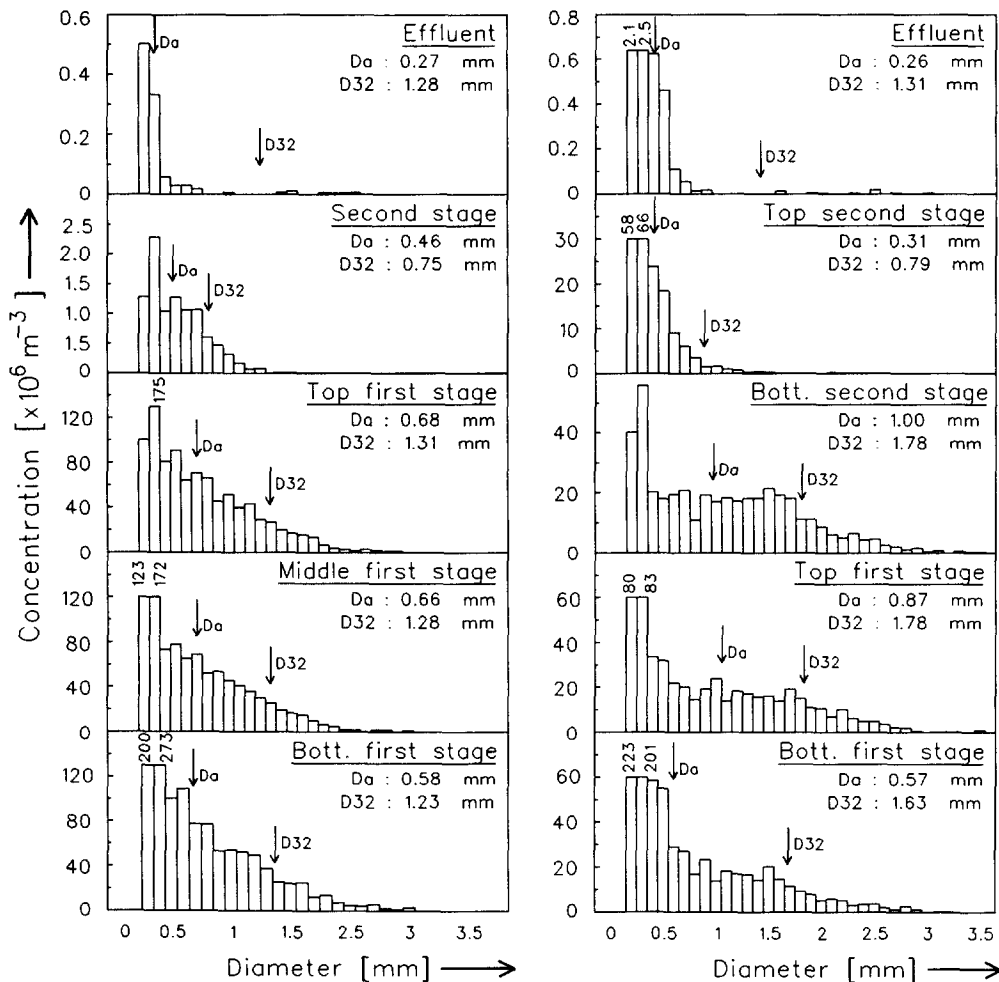 Concentration [x10⁶m⁻³]
0.6
0.4
0.2
0
Effluent
Da : 0.27 mm
D32 : 1.28 mm
Da
D32
2.5
2.0
1.0
1.5
0
Second stage
Da : 0.46 mm
D32 : 0.75 mm
Da
D32
120
80
40
0
175
Top first stage
Da : 0.68 mm
D32 : 1.31 mm
Da
D32
120
80
40
0
123
172
Middle first stage
Da : 0.66 mm
D32 : 1.28 mm
Da
D32
120
80
40
0
200
273
Bott. first stage
Da : 0.58 mm
D32 : 1.23 mm
Da
D32
0 0.5 1 1.5 2 2.5 3 3.5
Diameter [mm]
0.8
0.6
0.4
0.2
0
2.1
2.5
Effluent
Da : 0.26 mm
D32 : 1.31 mm
Da
D32
30
20
10
0
58
66
Top second stage
Da : 0.31 mm
D32 : 0.79 mm
Da
D32
40
20
0
Bott. second stage
Da : 1.00 mm
D32 : 1.78 mm
Da
D32
60
40
20
0
80
83
Top first stage
Da : 0.87 mm
D32 : 1.78 mm
Da
D32
60
40
20
0
223
201
Bott. first stage
Da : 0.57 mm
D32 : 1.63 mm
Da
D32
0 0.5 1 1.5 2 2.5 3 3.5
Diameter [mm]